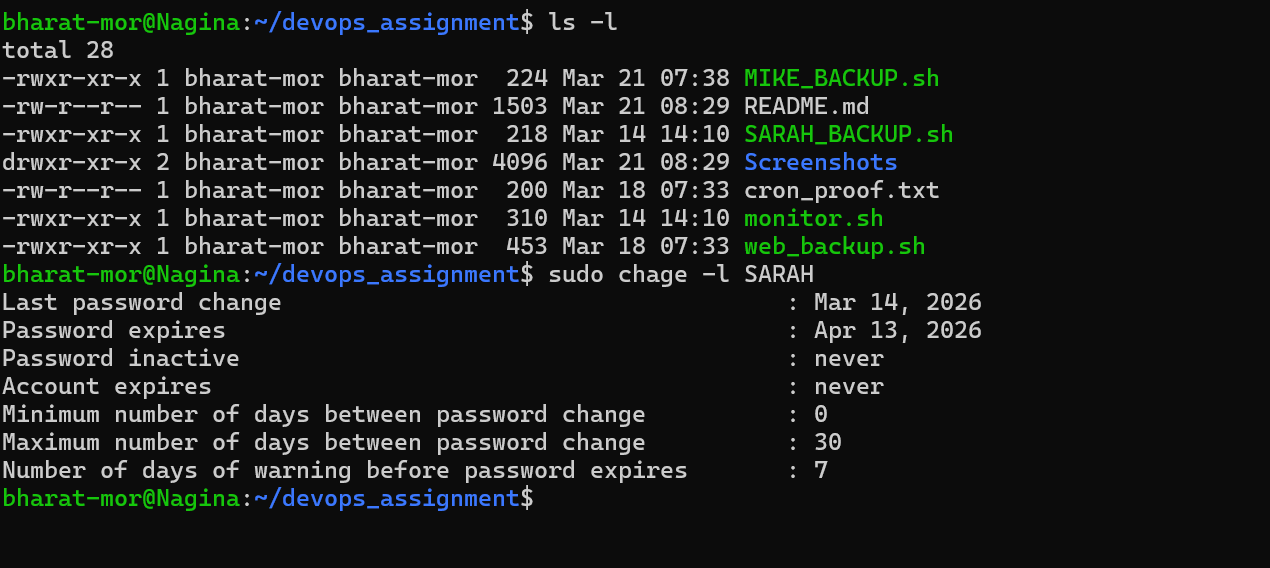 bharat-mor@Nagina:~/devops_assignment$ ls -l
total 28
-rwxr-xr-x 1 bharat-mor bharat-mor  224 Mar 21 07:38 MIKE_BACKUP.sh
-rw-r--r-- 1 bharat-mor bharat-mor 1503 Mar 21 08:29 README.md
-rwxr-xr-x 1 bharat-mor bharat-mor  218 Mar 14 14:10 SARAH_BACKUP.sh
drwxr-xr-x 2 bharat-mor bharat-mor 4096 Mar 21 08:29 Screenshots
-rw-r--r-- 1 bharat-mor bharat-mor  200 Mar 18 07:33 cron_proof.txt
-rwxr-xr-x 1 bharat-mor bharat-mor  310 Mar 14 14:10 monitor.sh
-rwxr-xr-x 1 bharat-mor bharat-mor  453 Mar 18 07:33 web_backup.sh
bharat-mor@Nagina:~/devops_assignment$ sudo chage -l SARAH
Last password change                                    : Mar 14, 2026
Password expires                                        : Apr 13, 2026
Password inactive                                       : never
Account expires                                         : never
Minimum number of days between password change          : 0
Maximum number of days between password change          : 30
Number of days of warning before password expires       : 7
bharat-mor@Nagina:~/devops_assignment$